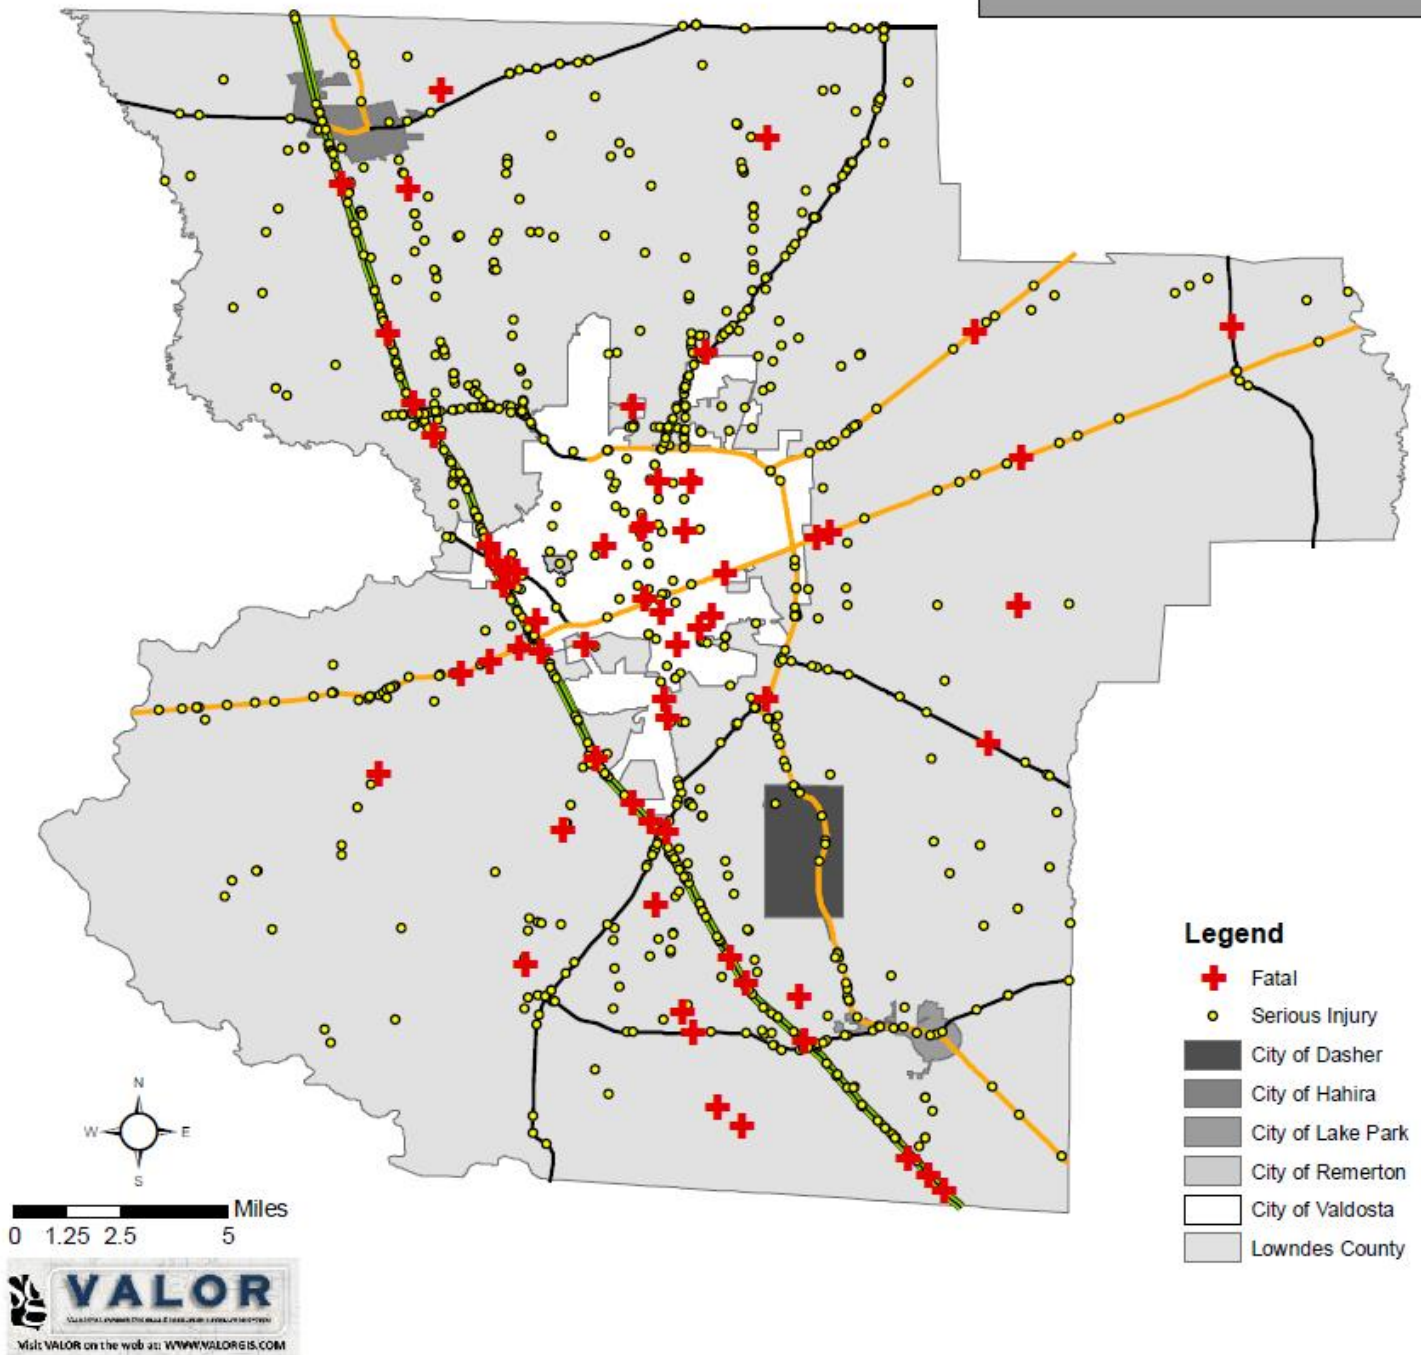 Legend
Fatal
Serious Injury
City of Dasher
City of Hahira
City of Lake Park
City of Remerton
City of Valdosta
Lowndes County
N
W E
S
Miles
0 1.25 2.5 5
VALOR
Visit VALOR on the web at: WWW.VALORGIS.COM